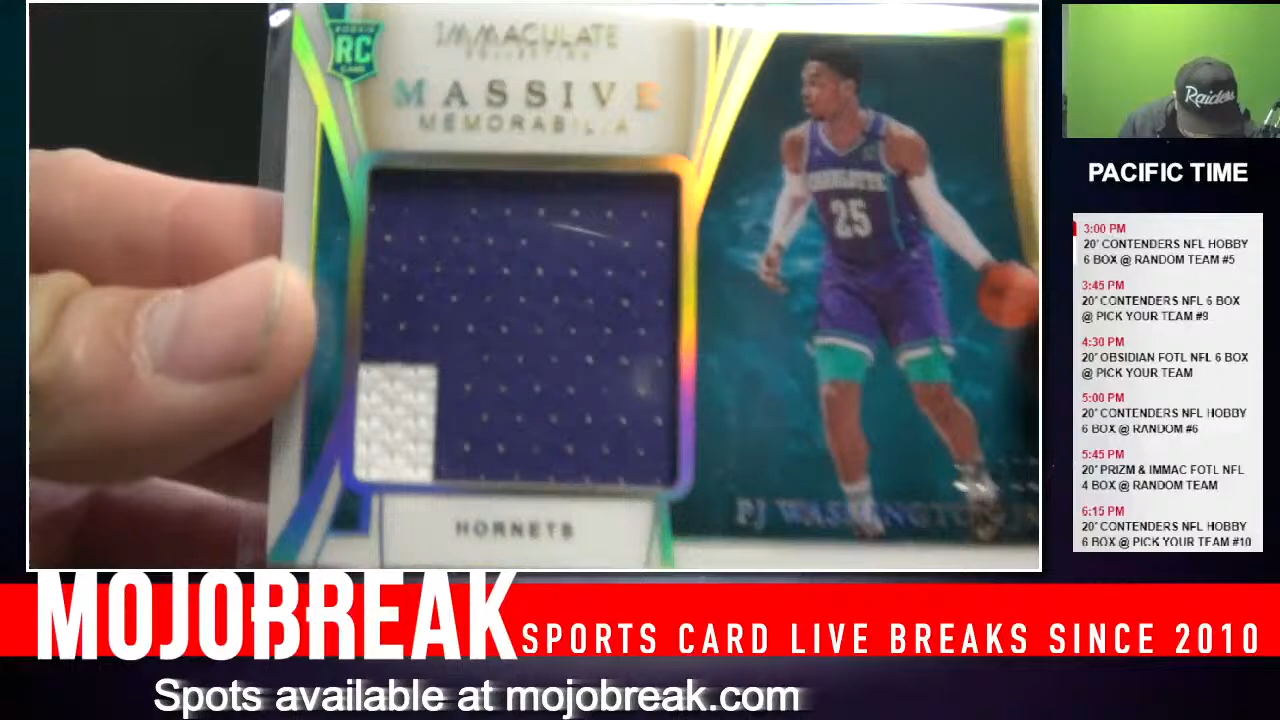 ROOKIE
RC
CARD
IMMACULATE
COLLECTION
MASSIVE
MEMORABILIA
CHARLOTTE
25
HORNETS
PJ WASHINGTON JR
Raiders
PACIFIC TIME
3:00 PM
20' CONTENDERS NFL HOBBY
6 BOX @ RANDOM TEAM #5
3:45 PM
20' CONTENDERS NFL 6 BOX
@ PICK YOUR TEAM #9
4:30 PM
20' OBSIDIAN FOTL NFL 6 BOX
@ PICK YOUR TEAM
5:00 PM
20' CONTENDERS NFL HOBBY
6 BOX @ RANDOM #6
5:45 PM
20' PRIZM & IMMAC FOTL NFL
4 BOX @ RANDOM TEAM
6:15 PM
20' CONTENDERS NFL HOBBY
6 BOX @ PICK YOUR TEAM #10
MOJOBREAK
SPORTS CARD LIVE BREAKS SINCE 2010
Spots available at mojobreak.com